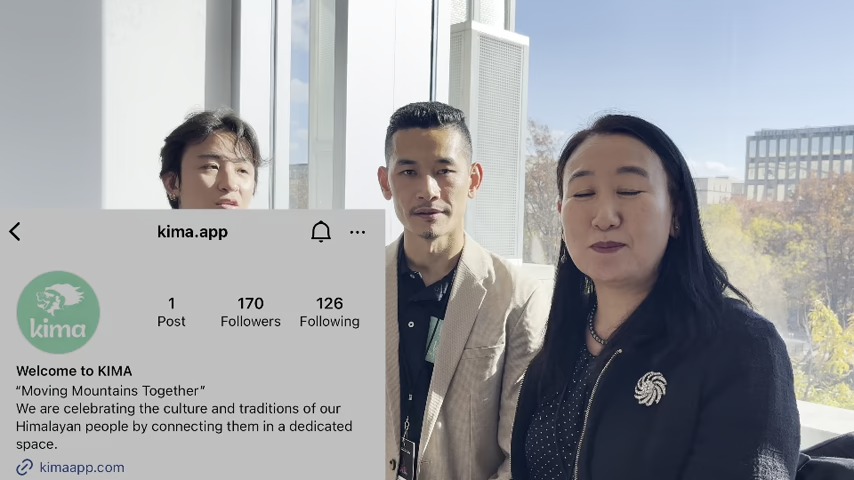 kima.app
kima
1 170 126
Post Followers Following
Welcome to KIMA
“Moving Mountains Together”
We are celebrating the culture and traditions of our
Himalayan people by connecting them in a dedicated
space.
kimaapp.com